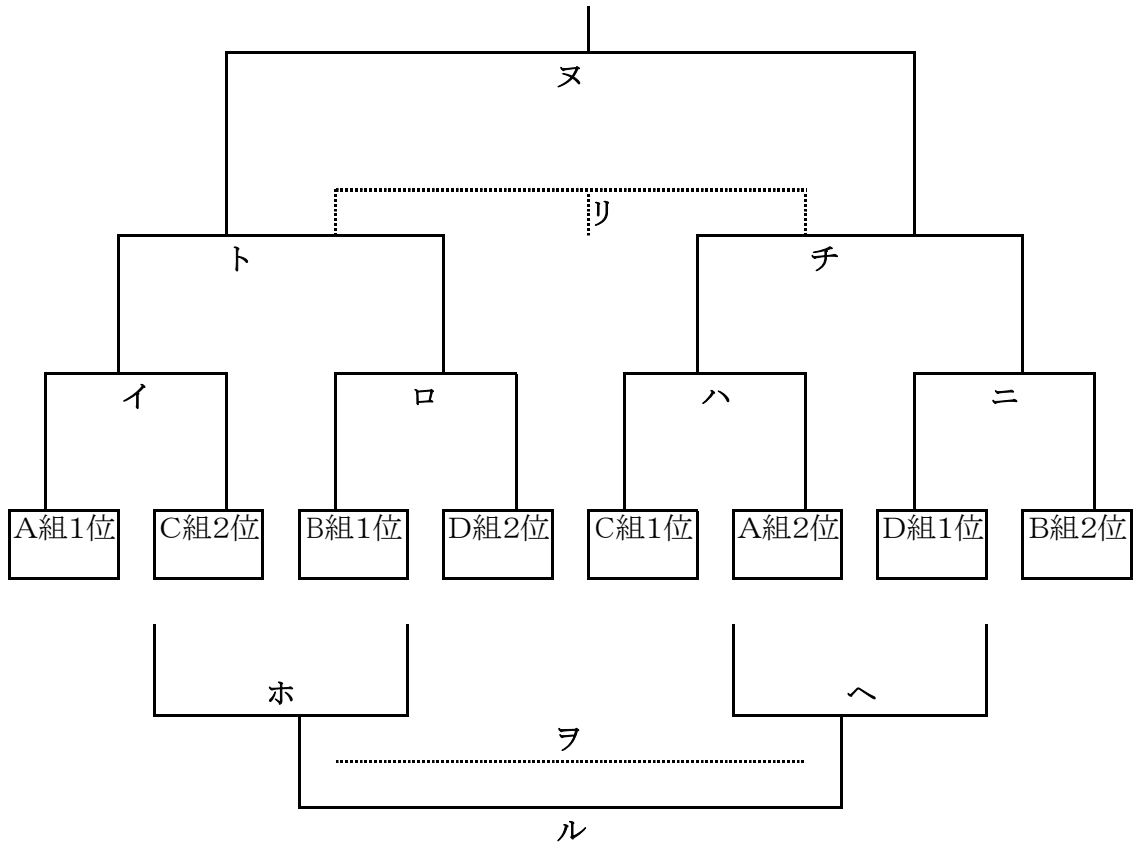 ヌ
リ
ト チ
イ ロ ハ ニ
A組1位 C組2位 B組1位 D組2位 C組1位 A組2位 D組1位 B組2位
ホ ヘ
ヲ
ル